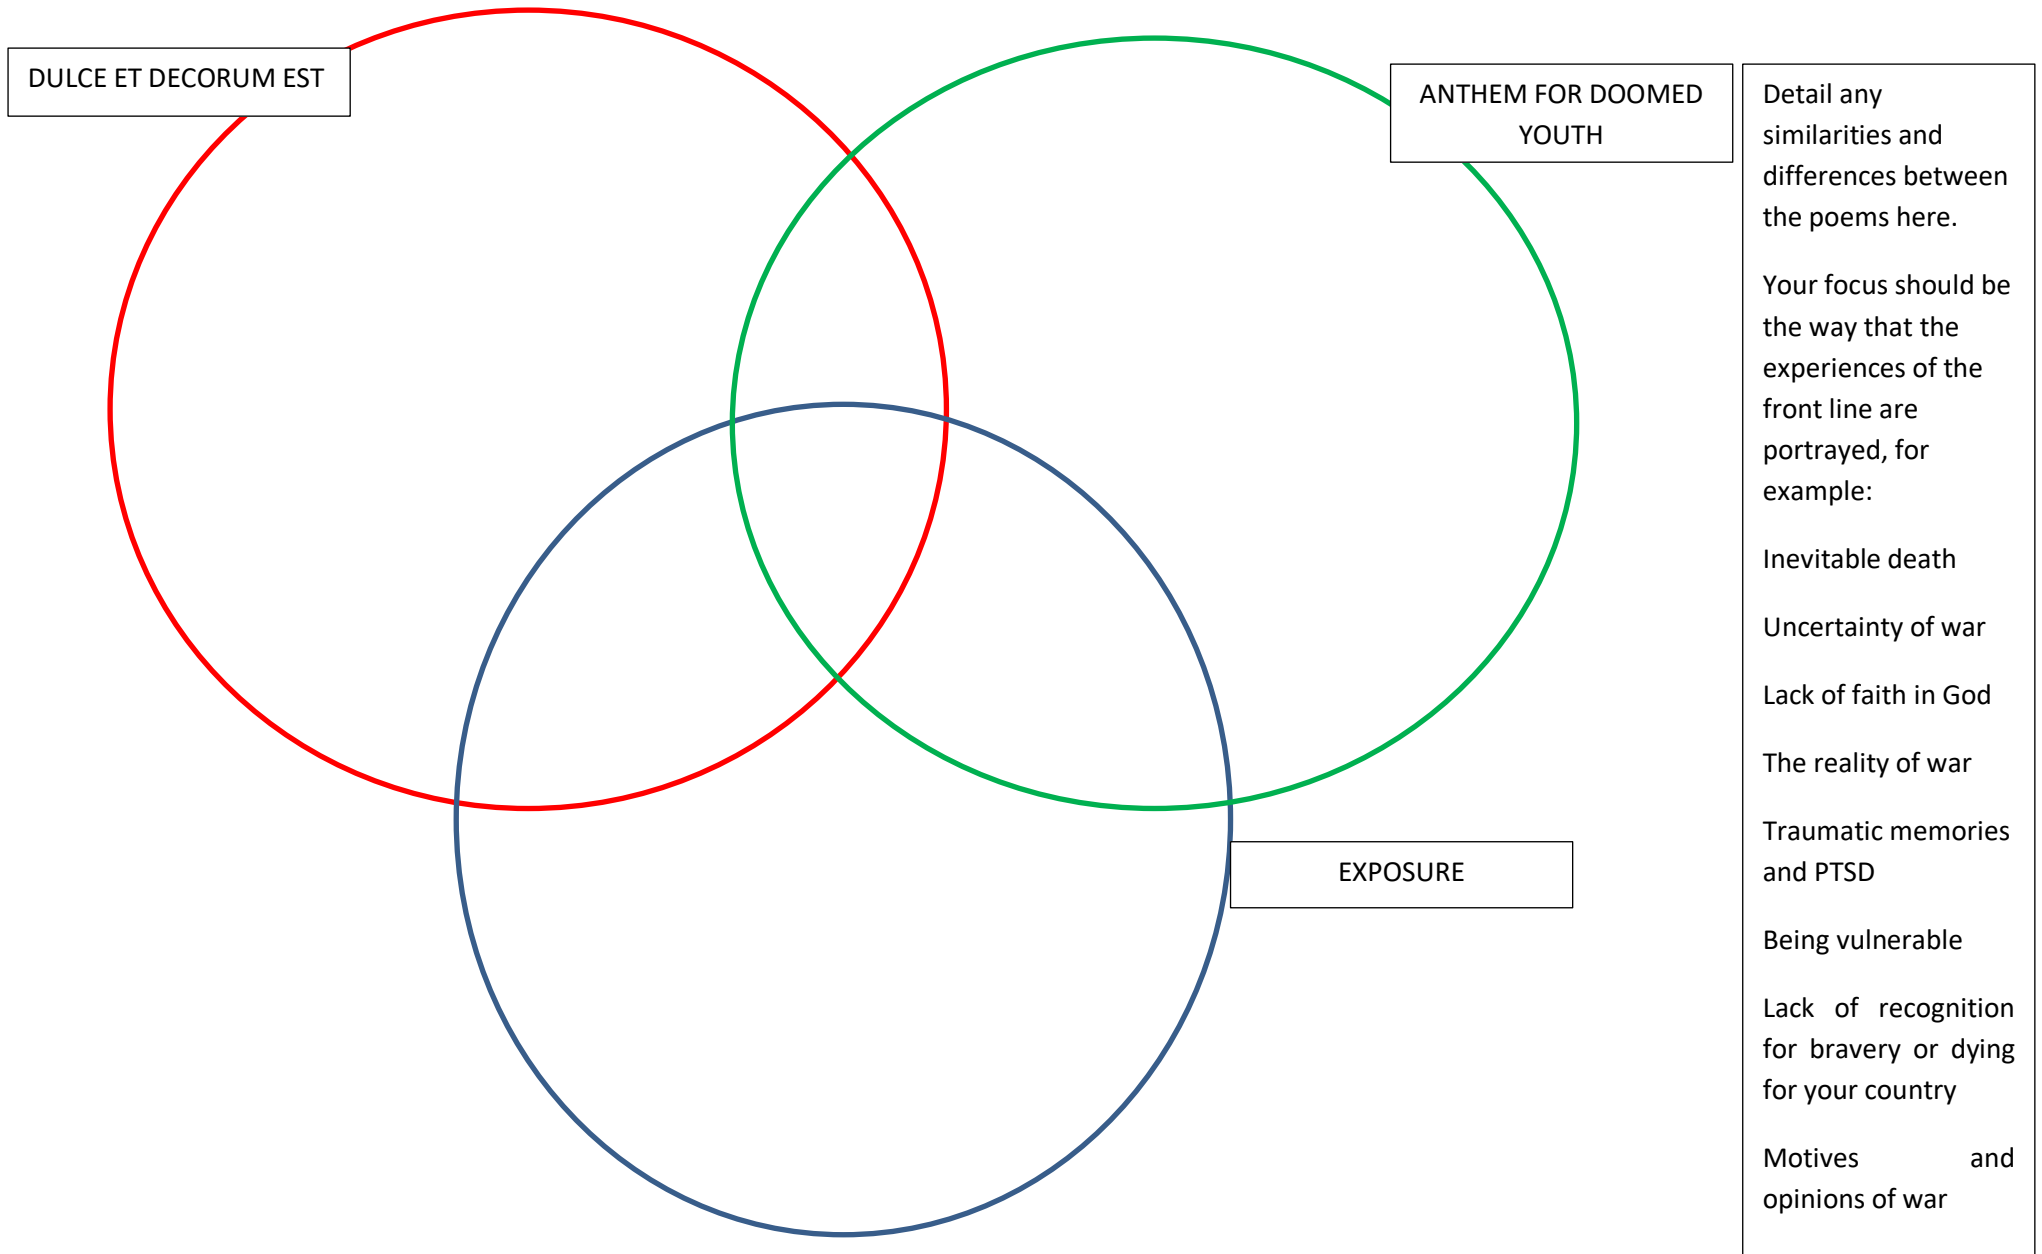 DULCE ET DECORUM EST
ANTHEM FOR DOOMED
YOUTH
EXPOSURE
Detail any
similarities and
differences between
the poems here.
Your focus should be
the way that the
experiences of the
front line are
portrayed, for
example:
Inevitable death
Uncertainty of war
Lack of faith in God
The reality of war
Traumatic memories
and PTSD
Being vulnerable
Lack of recognition
for bravery or dying
for your country
Motives and
opinions of war